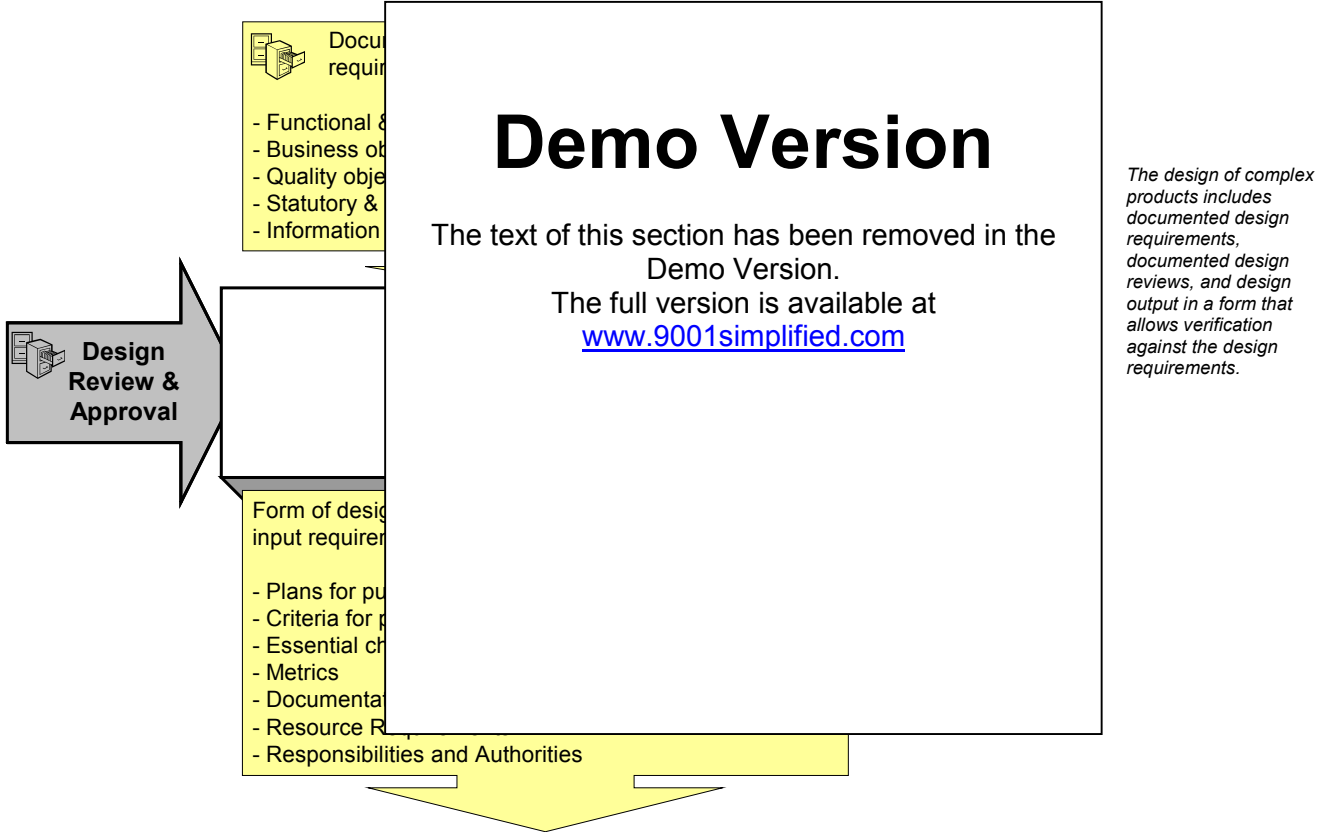 Docu
requir
- Functional &
- Business ob
- Quality obje
- Statutory &
- Information
Demo Version
The text of this section has been removed in the
Demo Version.
The full version is available at
www.9001simplified.com
The design of complex
products includes
documented design
requirements,
documented design
reviews, and design
output in a form that
allows verification
against the design
requirements.
Design
Review &
Approval
Form of desig
input requirer
- Plans for pu
- Criteria for p
- Essential ch
- Metrics
- Documentat
- Resource R
- Responsibilities and Authorities